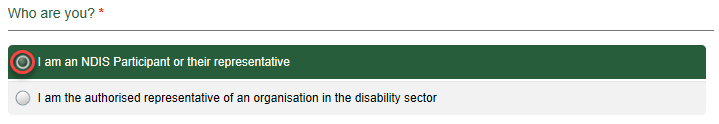 Who are you? *
I am an NDIS Participant or their representative
I am the authorised representative of an organisation in the disability sector